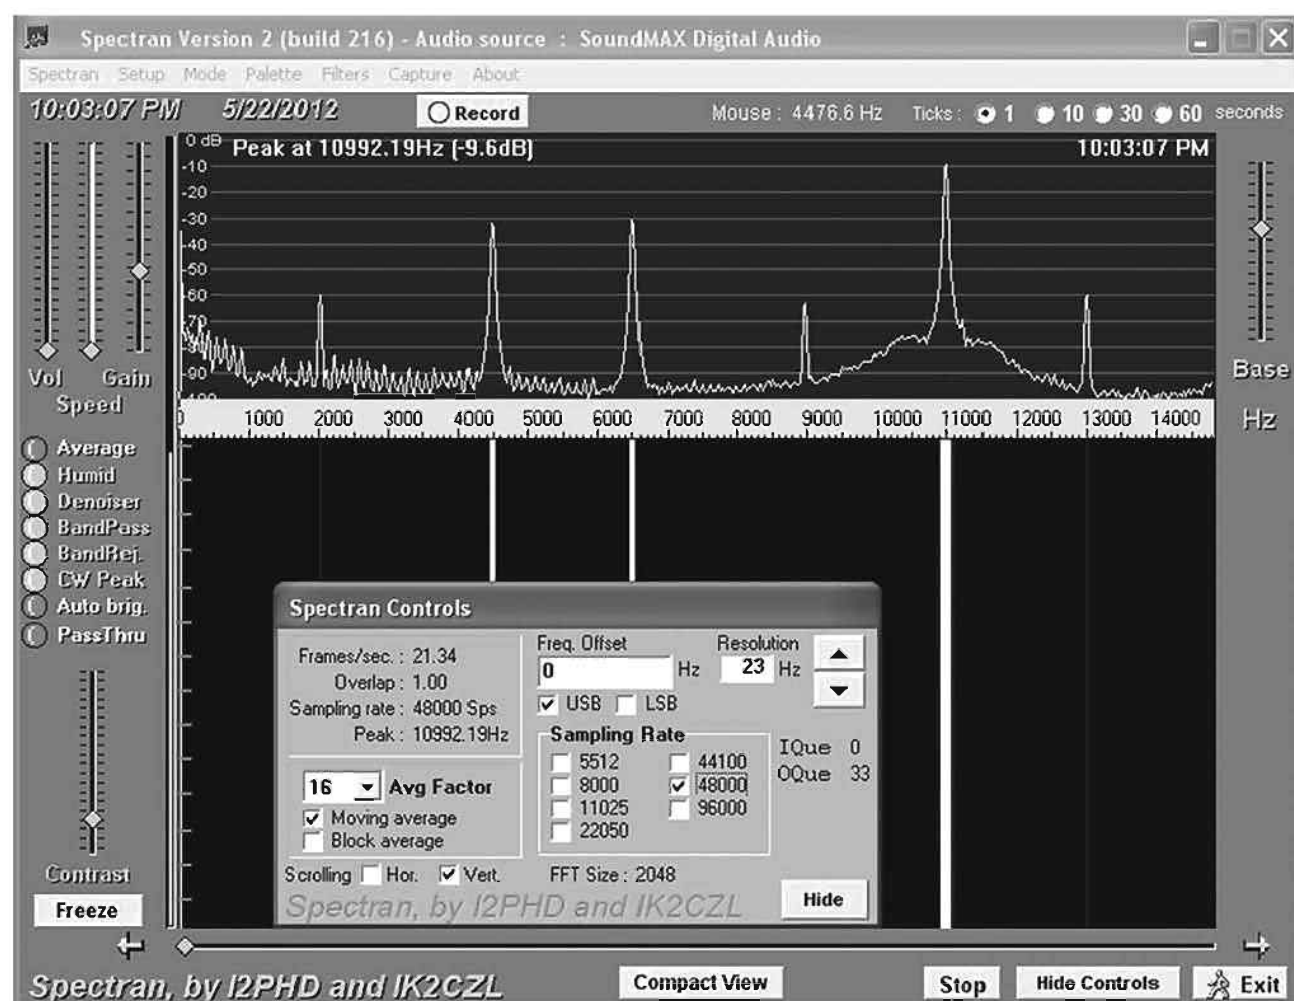 Spectran Version 2 (build 216) - Audio source : SoundMAX Digital Audio
Spectran Setup Mode Palette Filters Capture About
10:03:07 PM 5/22/2012 Record Mouse : 4476.6 Hz Ticks : 1 10 30 60 seconds
0 dB Peak at 10992.19Hz (-9.6dB) 10:03:07 PM
-10
-20
-30
-40
-50
-60
-70
-80
-90
-100
Vol Gain
Speed
Base
0 1000 2000 3000 4000 5000 6000 7000 8000 9000 10000 11000 12000 13000 14000 Hz
Average
Humid
Denoiser
BandPass
BandRej.
CW Peak
Auto brig.
PassThru
Contrast
Freeze
Spectran Controls
Frames/sec. : 21.34
Overlap : 1.00
Sampling rate : 48000 Sps
Peak : 10992.19Hz
16 Avg Factor
Moving average
Block average
Scrolling Hor. Vert.
Freq. Offset Resolution
0 Hz 23 Hz
USB LSB
Sampling Rate
5512 44100
8000 48000
11025 96000
22050
IQue 0
OQue 33
FFT Size : 2048
Spectran, by I2PHD and IK2CZL
Hide
Spectran, by I2PHD and IK2CZL Compact View Stop Hide Controls Exit